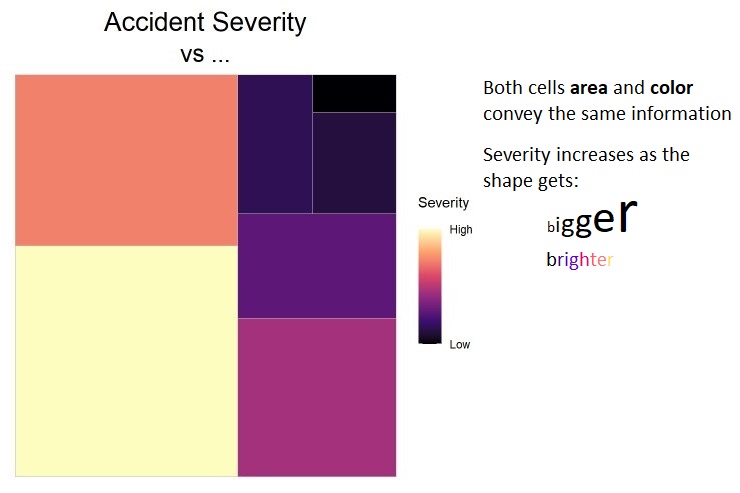 Accident Severity
vs ...
Both cells area and color
convey the same information
Severity increases as the
shape gets:
bigger
brighter
Severity
High
Low